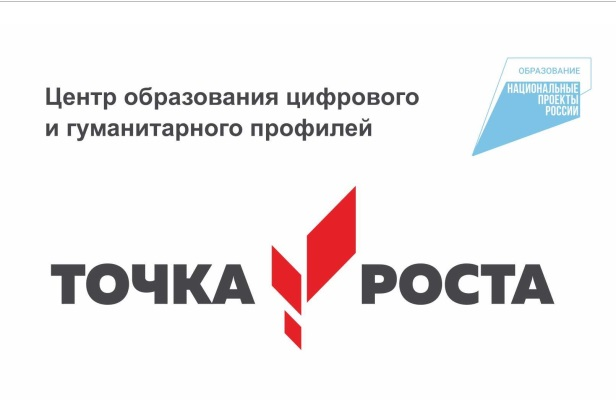 Центр образования цифрового
и гуманитарного профилей
ОБРАЗОВАНИЕ
НАЦИОНАЛЬНЫЕ
ПРОЕКТЫ
РОССИИ
ТОЧКА РОСТА